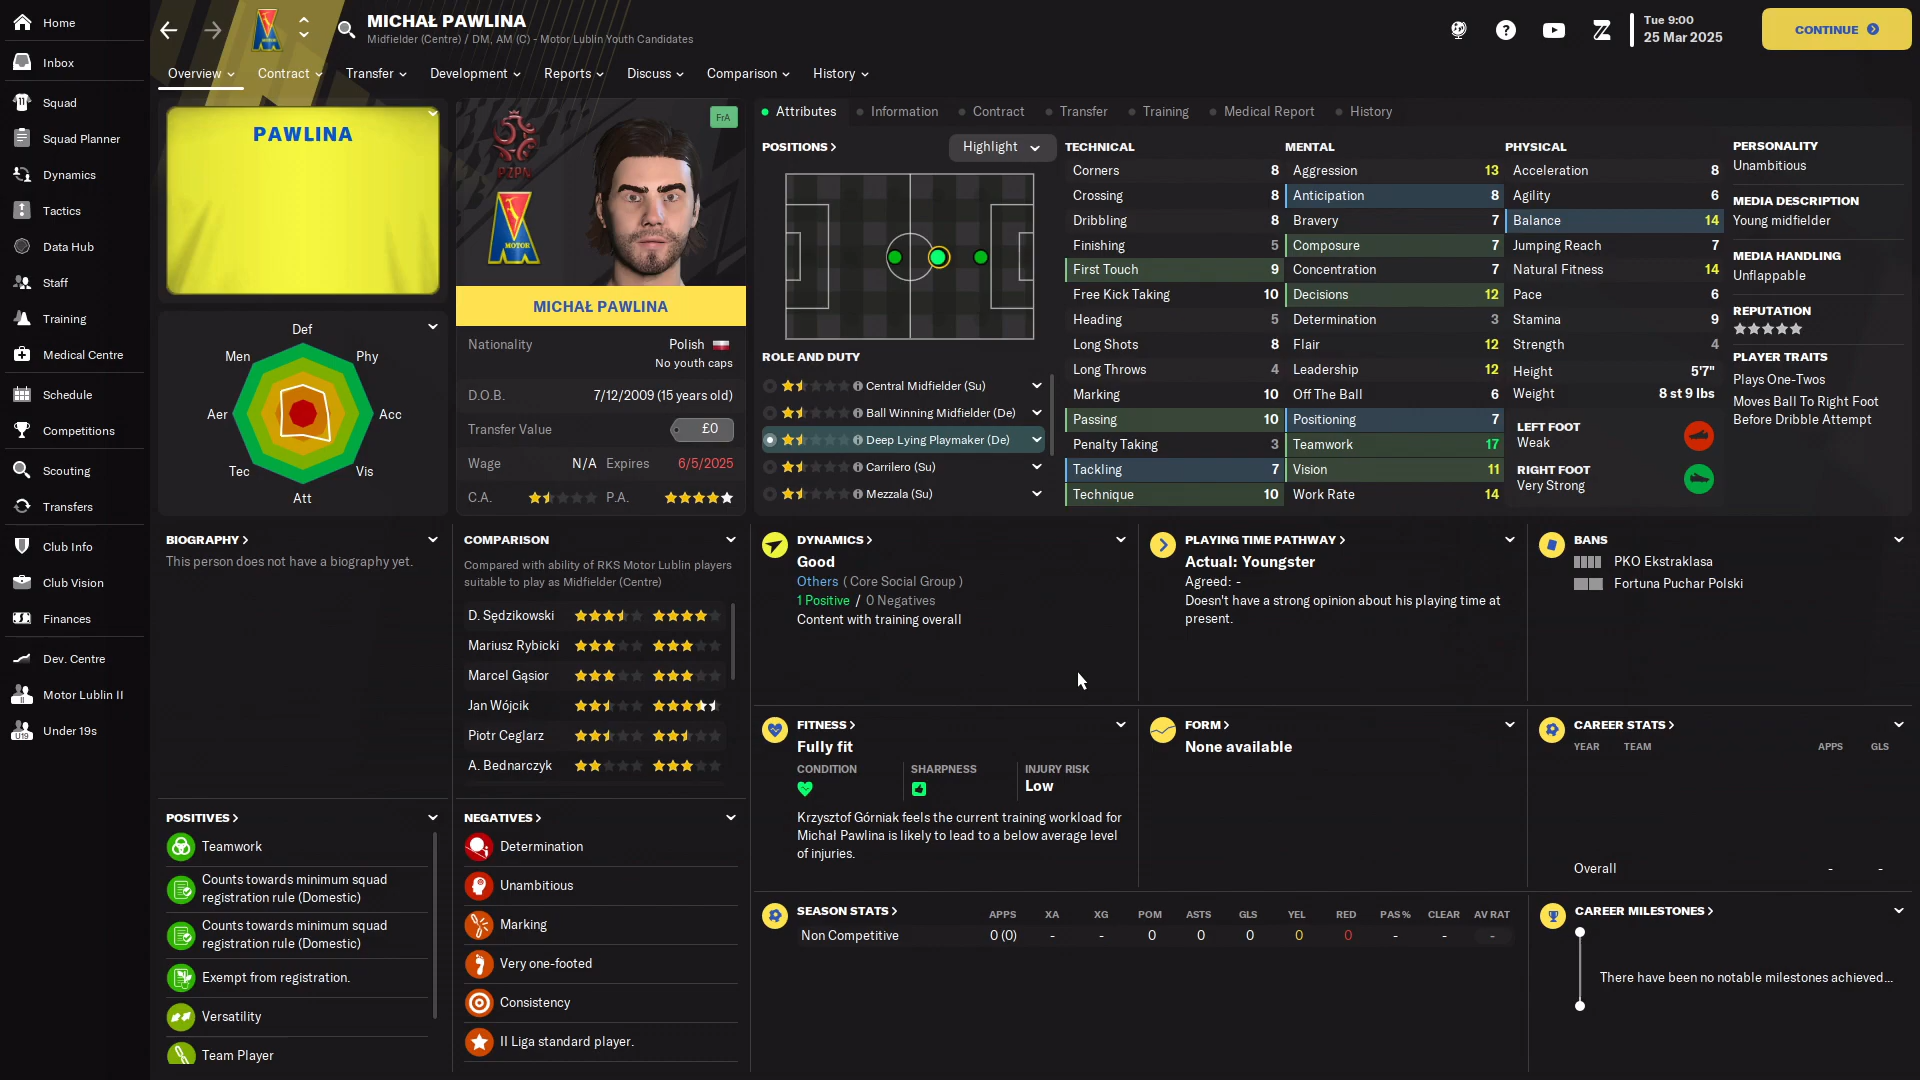 Home
Inbox
Squad
Squad Planner
Dynamics
Tactics
Data Hub
Staff
Training
Medical Centre
Schedule
Competitions
Scouting
Transfers
Club Info
Club Vision
Finances
Dev. Centre
Motor Lublin II
Under 19s
MICHAŁ PAWLINA
Midfielder (Centre) / DM, AM (C) - Motor Lublin Youth Candidates
Tue 9:00
25 Mar 2025
CONTINUE
Overview
Contract
Transfer
Development
Reports
Discuss
Comparison
History
PAWLINA
Def
Phy
Acc
Vis
Att
Tec
Aer
Men
PZPN
MOTOR
FrA
MICHAŁ PAWLINA
Nationality Polish
No youth caps
D.O.B. 7/12/2009 (15 years old)
Transfer Value £0
Wage N/A Expires 6/5/2025
C.A. P.A.
Attributes
Information
Contract
Transfer
Training
Medical Report
History
POSITIONS
Highlight
ROLE AND DUTY
Central Midfielder (Su)
Ball Winning Midfielder (De)
Deep Lying Playmaker (De)
Carrilero (Su)
Mezzala (Su)
TECHNICAL
Corners 8
Crossing 8
Dribbling 8
Finishing 5
First Touch 9
Free Kick Taking 10
Heading 5
Long Shots 8
Long Throws 4
Marking 10
Passing 10
Penalty Taking 3
Tackling 7
Technique 10
MENTAL
Aggression 13
Anticipation 8
Bravery 7
Composure 7
Concentration 7
Decisions 12
Determination 3
Flair 12
Leadership 12
Off The Ball 6
Positioning 7
Teamwork 17
Vision 11
Work Rate 14
PHYSICAL
Acceleration 8
Agility 6
Balance 14
Jumping Reach 7
Natural Fitness 14
Pace 6
Stamina 9
Strength 4
Height 5'7"
Weight 8 st 9 lbs
LEFT FOOT
Weak
RIGHT FOOT
Very Strong
PERSONALITY
Unambitious
MEDIA DESCRIPTION
Young midfielder
MEDIA HANDLING
Unflappable
REPUTATION
PLAYER TRAITS
Plays One-Twos
Moves Ball To Right Foot
Before Dribble Attempt
BIOGRAPHY
This person does not have a biography yet.
COMPARISON
Compared with ability of RKS Motor Lublin players
suitable to play as Midfielder (Centre)
D. Sędzikowski
Mariusz Rybicki
Marcel Gąsior
Jan Wójcik
Piotr Ceglarz
A. Bednarczyk
DYNAMICS
Good
Others ( Core Social Group )
1 Positive / 0 Negatives
Content with training overall
PLAYING TIME PATHWAY
Actual: Youngster
Agreed: -
Doesn't have a strong opinion about his playing time at
present.
BANS
PKO Ekstraklasa
Fortuna Puchar Polski
FITNESS
Fully fit
CONDITION
SHARPNESS
INJURY RISK
Low
Krzysztof Górniak feels the current training workload for
Michal Pawlina is likely to lead to a below average level
of injuries.
FORM
None available
CAREER STATS
YEAR TEAM APPS GLS
Overall - -
POSITIVES
Teamwork
Counts towards minimum squad
registration rule (Domestic)
Counts towards minimum squad
registration rule (Domestic)
Exempt from registration.
Versatility
Team Player
NEGATIVES
Determination
Unambitious
Marking
Very one-footed
Consistency
II Liga standard player.
SEASON STATS APPS XA XG POM ASTS GLS YEL RED PAS % CLEAR AV RAT
Non Competitive 0 (0) - - 0 0 0 0 0 - - -
CAREER MILESTONES
There have been no notable milestones achieved...